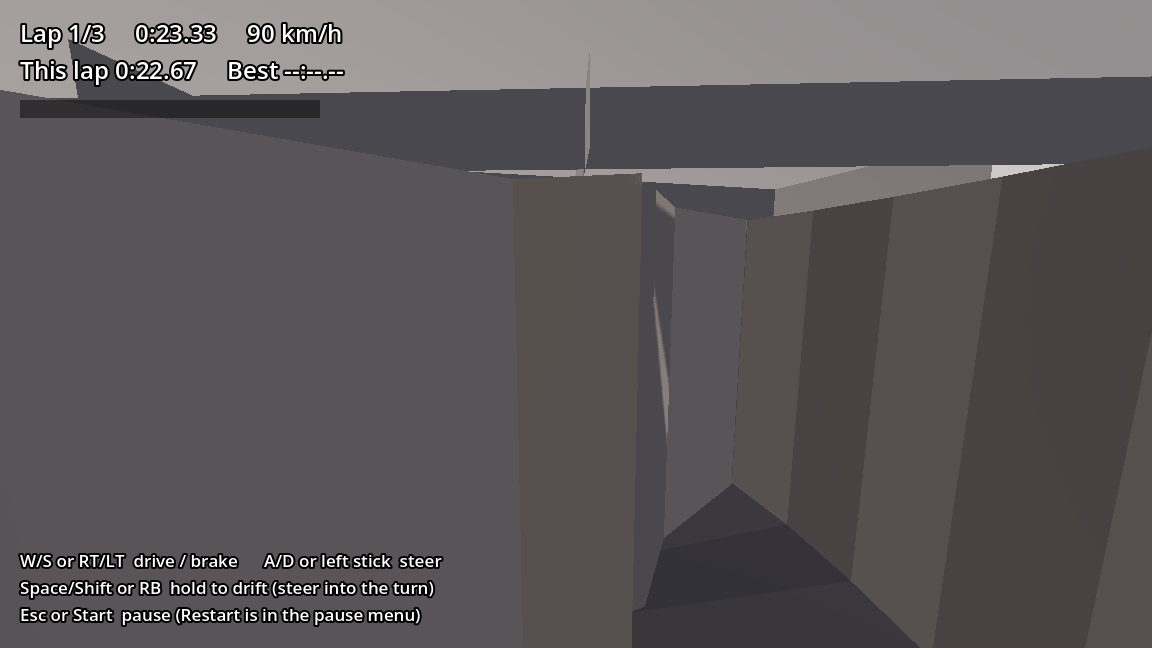 Lap 1/3 0:23.33 90 km/h
This lap 0:22.67 Best --:--.--
W/S or RT/LT drive / brake A/D or left stick steer
Space/Shift or RB hold to drift (steer into the turn)
Esc or Start pause (Restart is in the pause menu)